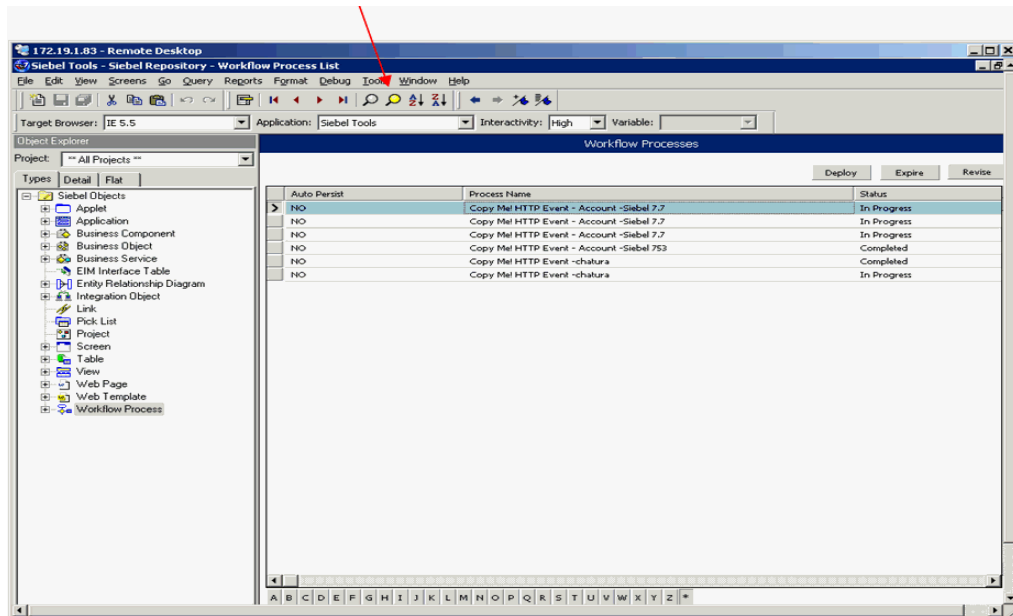 172.19.1.83 - Remote Desktop
Siebel Tools - Siebel Repository - Workflow Process List
File Edit View Screens Go Query Reports Format Debug Tools Window Help
Target Browser: IE 5.5 Application: Siebel Tools Interactivity: High Variable:
Object Explorer
Workflow Processes
Project: ** All Projects **
Deploy Expire Revise
Types Detail Flat
Auto Persist Process Name Status
NO Copy Me! HTTP Event - Account -Siebel 7.7 In Progress
NO Copy Me! HTTP Event - Account -Siebel 7.7 In Progress
NO Copy Me! HTTP Event - Account -Siebel 7.7 In Progress
NO Copy Me! HTTP Event - Account -Siebel 753 Completed
NO Copy Me! HTTP Event -chatura Completed
NO Copy Me! HTTP Event -chatura In Progress
Siebel Objects
Applet
Application
Business Component
Business Object
Business Service
EIM Interface Table
Entity Relationship Diagram
Integration Object
Link
Pick List
Project
Screen
Table
View
Web Page
Web Template
Workflow Process
A B C D E F G H I J K L M N O P Q R S T U V W X Y Z *